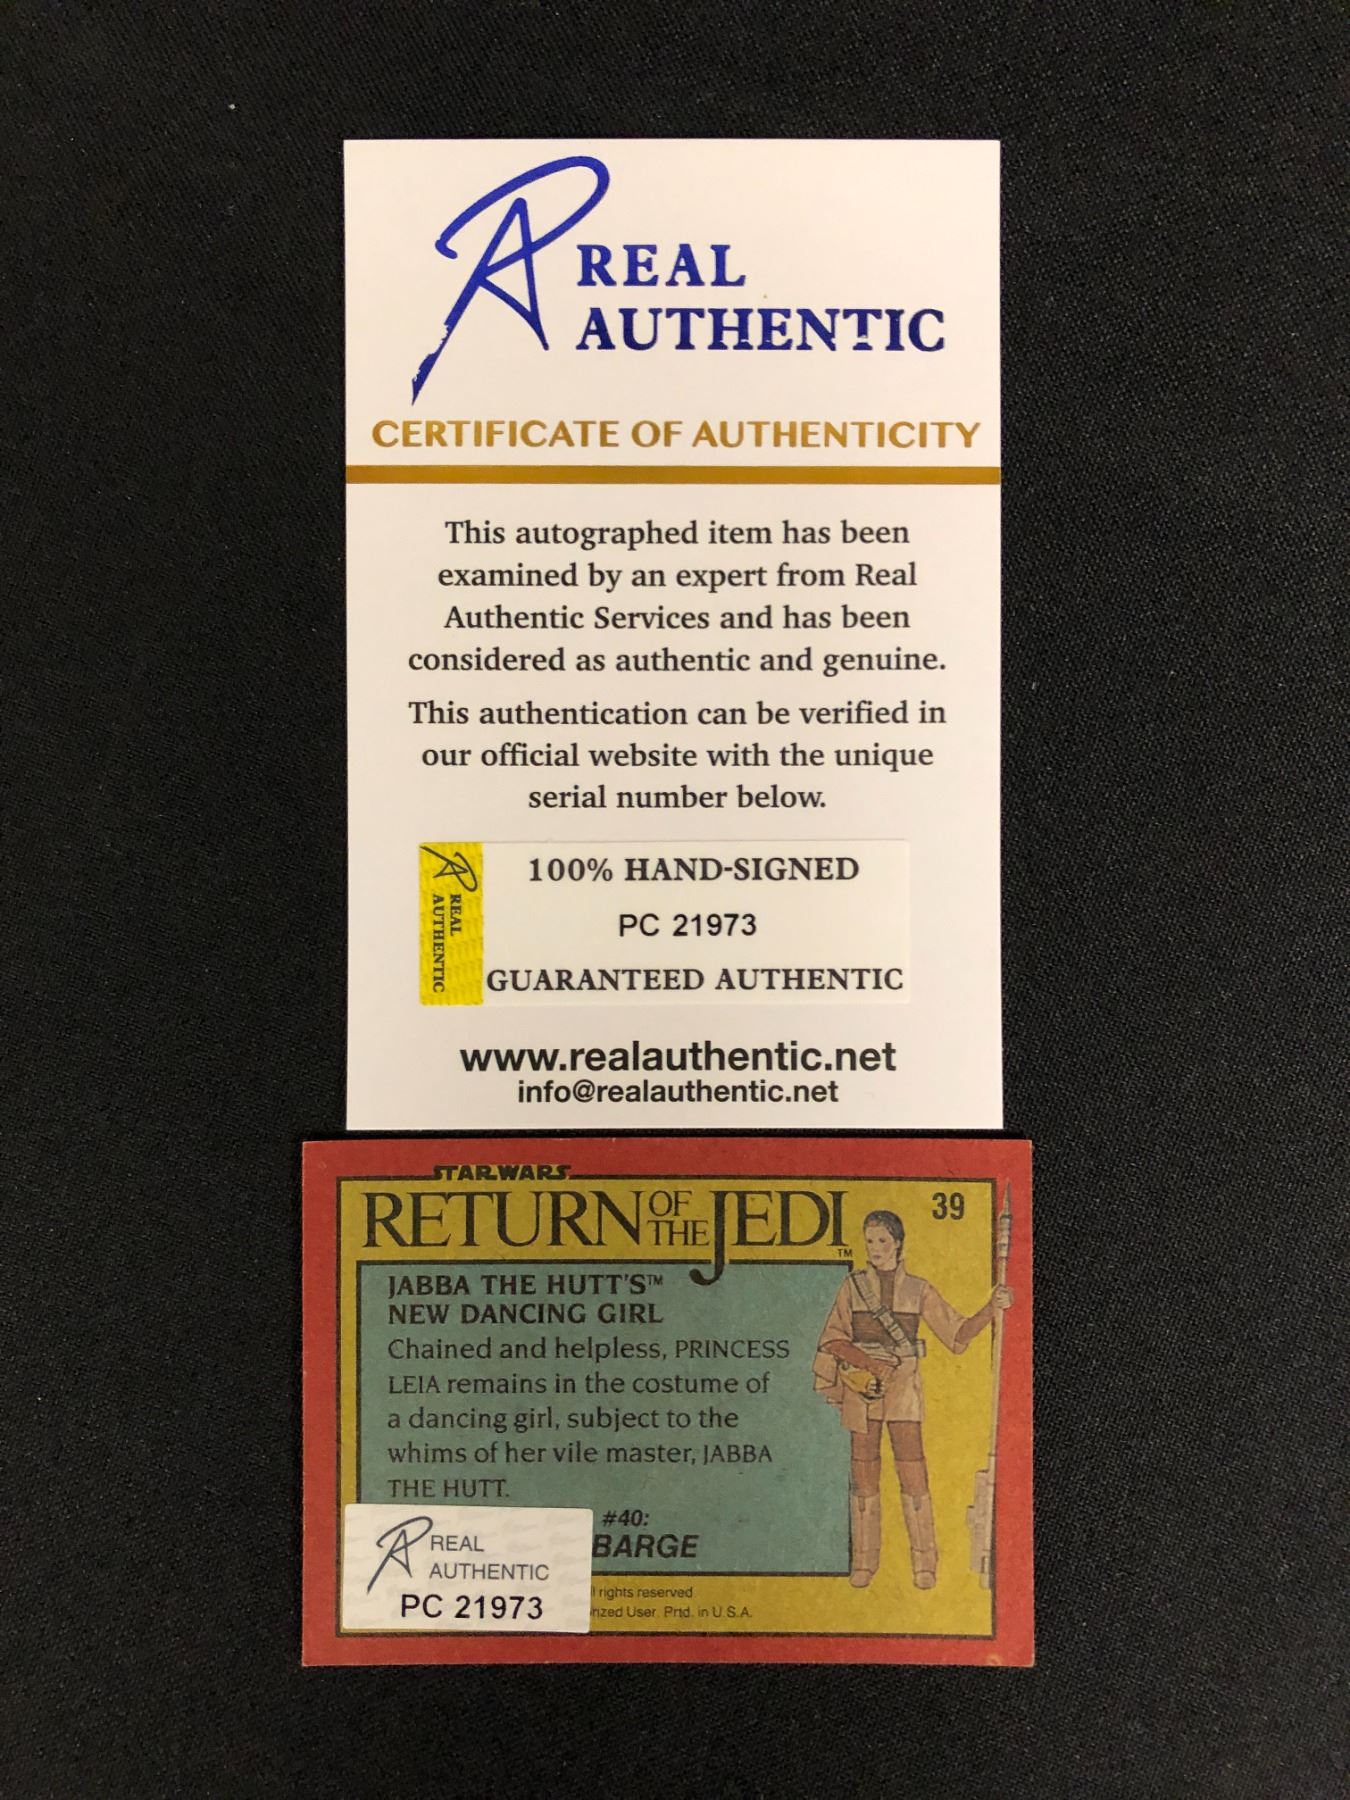 REAL
AUTHENTIC
CERTIFICATE OF AUTHENTICITY
This autographed item has been
examined by an expert from Real
Authentic Services and has been
considered as authentic and genuine.
This authentication can be verified in
our official website with the unique
serial number below.
REAL
AUTHENTIC
100% HAND-SIGNED
PC 21973
GUARANTEED AUTHENTIC
www.realauthentic.net
info@realauthentic.net
STAR WARS
RETURN OF THE JEDI™
39
JABBA THE HUTT'S™
NEW DANCING GIRL
Chained and helpless, PRINCESS
LEIA remains in the costume of
a dancing girl, subject to the
whims of her vile master, JABBA
THE HUTT.
#40:
BARGE
REAL
AUTHENTIC
PC 21973
rights reserved
User. Prtd. in U.S.A.